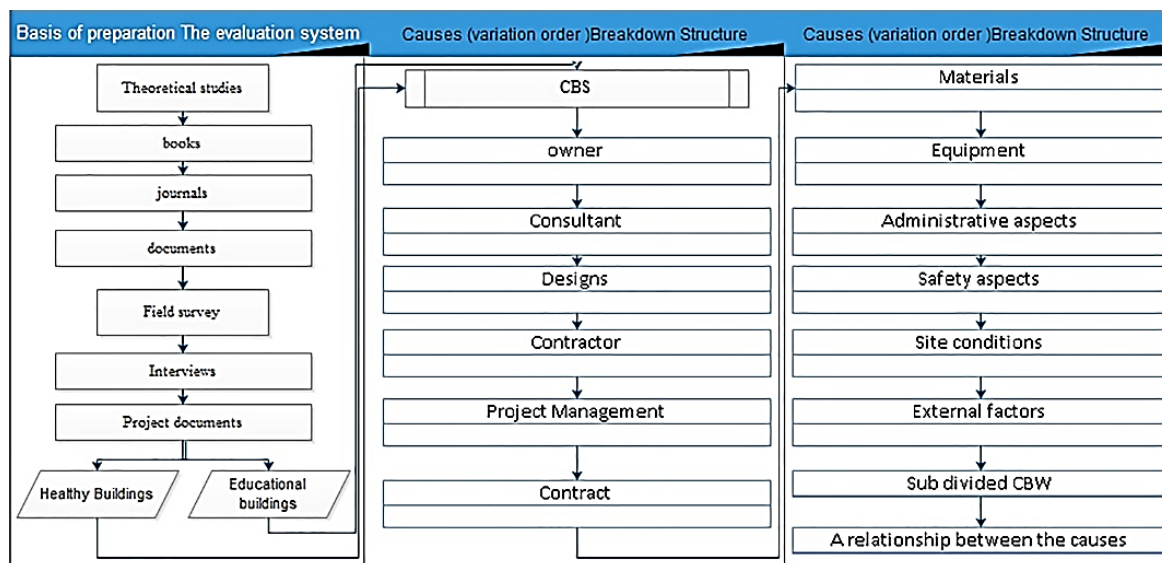 Basis of preparation The evaluation system
Theoretical studies
books
journals
documents
Field survey
Interviews
Project documents
Healthy Buildings
Educational
buildings
Causes (variation order )Breakdown Structure
CBS
owner
Consultant
Designs
Contractor
Project Management
Contract
Causes (variation order )Breakdown Structure
Materials
Equipment
Administrative aspects
Safety aspects
Site conditions
External factors
Sub divided CBW
A relationship between the causes